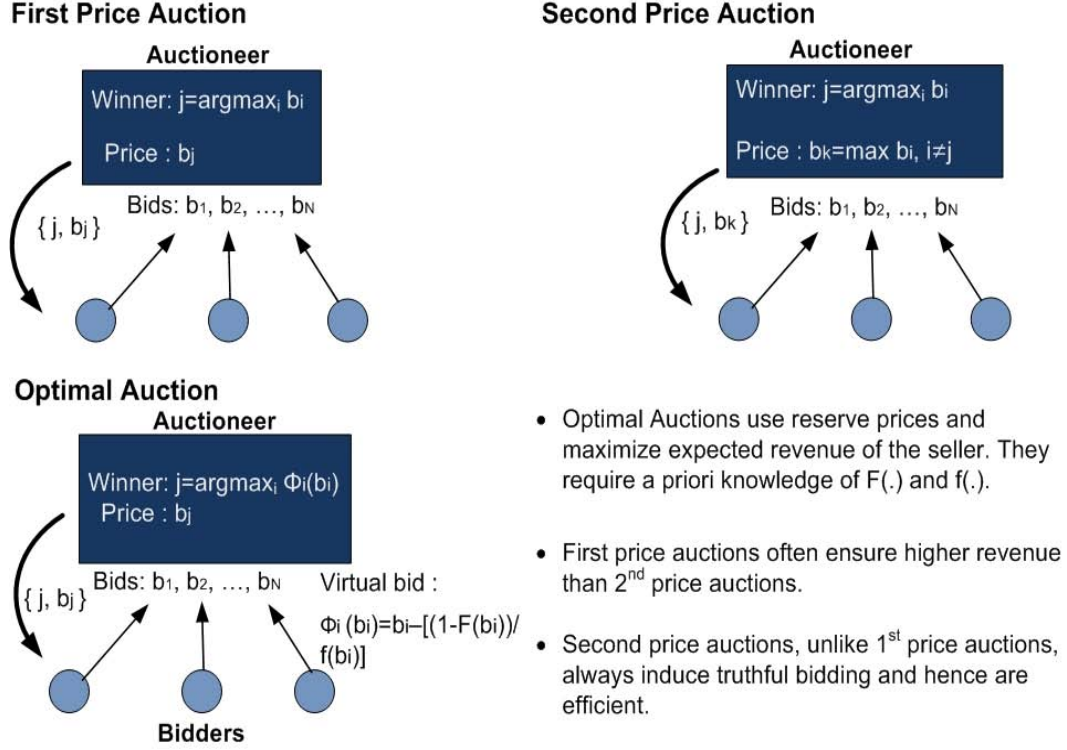 First Price Auction
Auctioneer
Winner: j=argmaxᵢ bᵢ
Price : bⱼ
Bids: b₁, b₂, ..., bN
{ j, bⱼ }
Second Price Auction
Auctioneer
Winner: j=argmaxᵢ bᵢ
Price : bₖ=max bᵢ, i≠j
Bids: b₁, b₂, ..., bN
{ j, bₖ }
Optimal Auction
Auctioneer
Winner: j=argmaxᵢ Φᵢ(bᵢ)
Price : bⱼ
Bids: b₁, b₂, ..., bN
{ j, bⱼ }
Virtual bid :
Φᵢ (bᵢ)=bᵢ–[(1-F(bᵢ))/
f(bᵢ)]
Bidders
• Optimal Auctions use reserve prices and
maximize expected revenue of the seller. They
require a priori knowledge of F(.) and f(.).
• First price auctions often ensure higher revenue
than 2ⁿᵈ price auctions.
• Second price auctions, unlike 1ˢᵗ price auctions,
always induce truthful bidding and hence are
efficient.